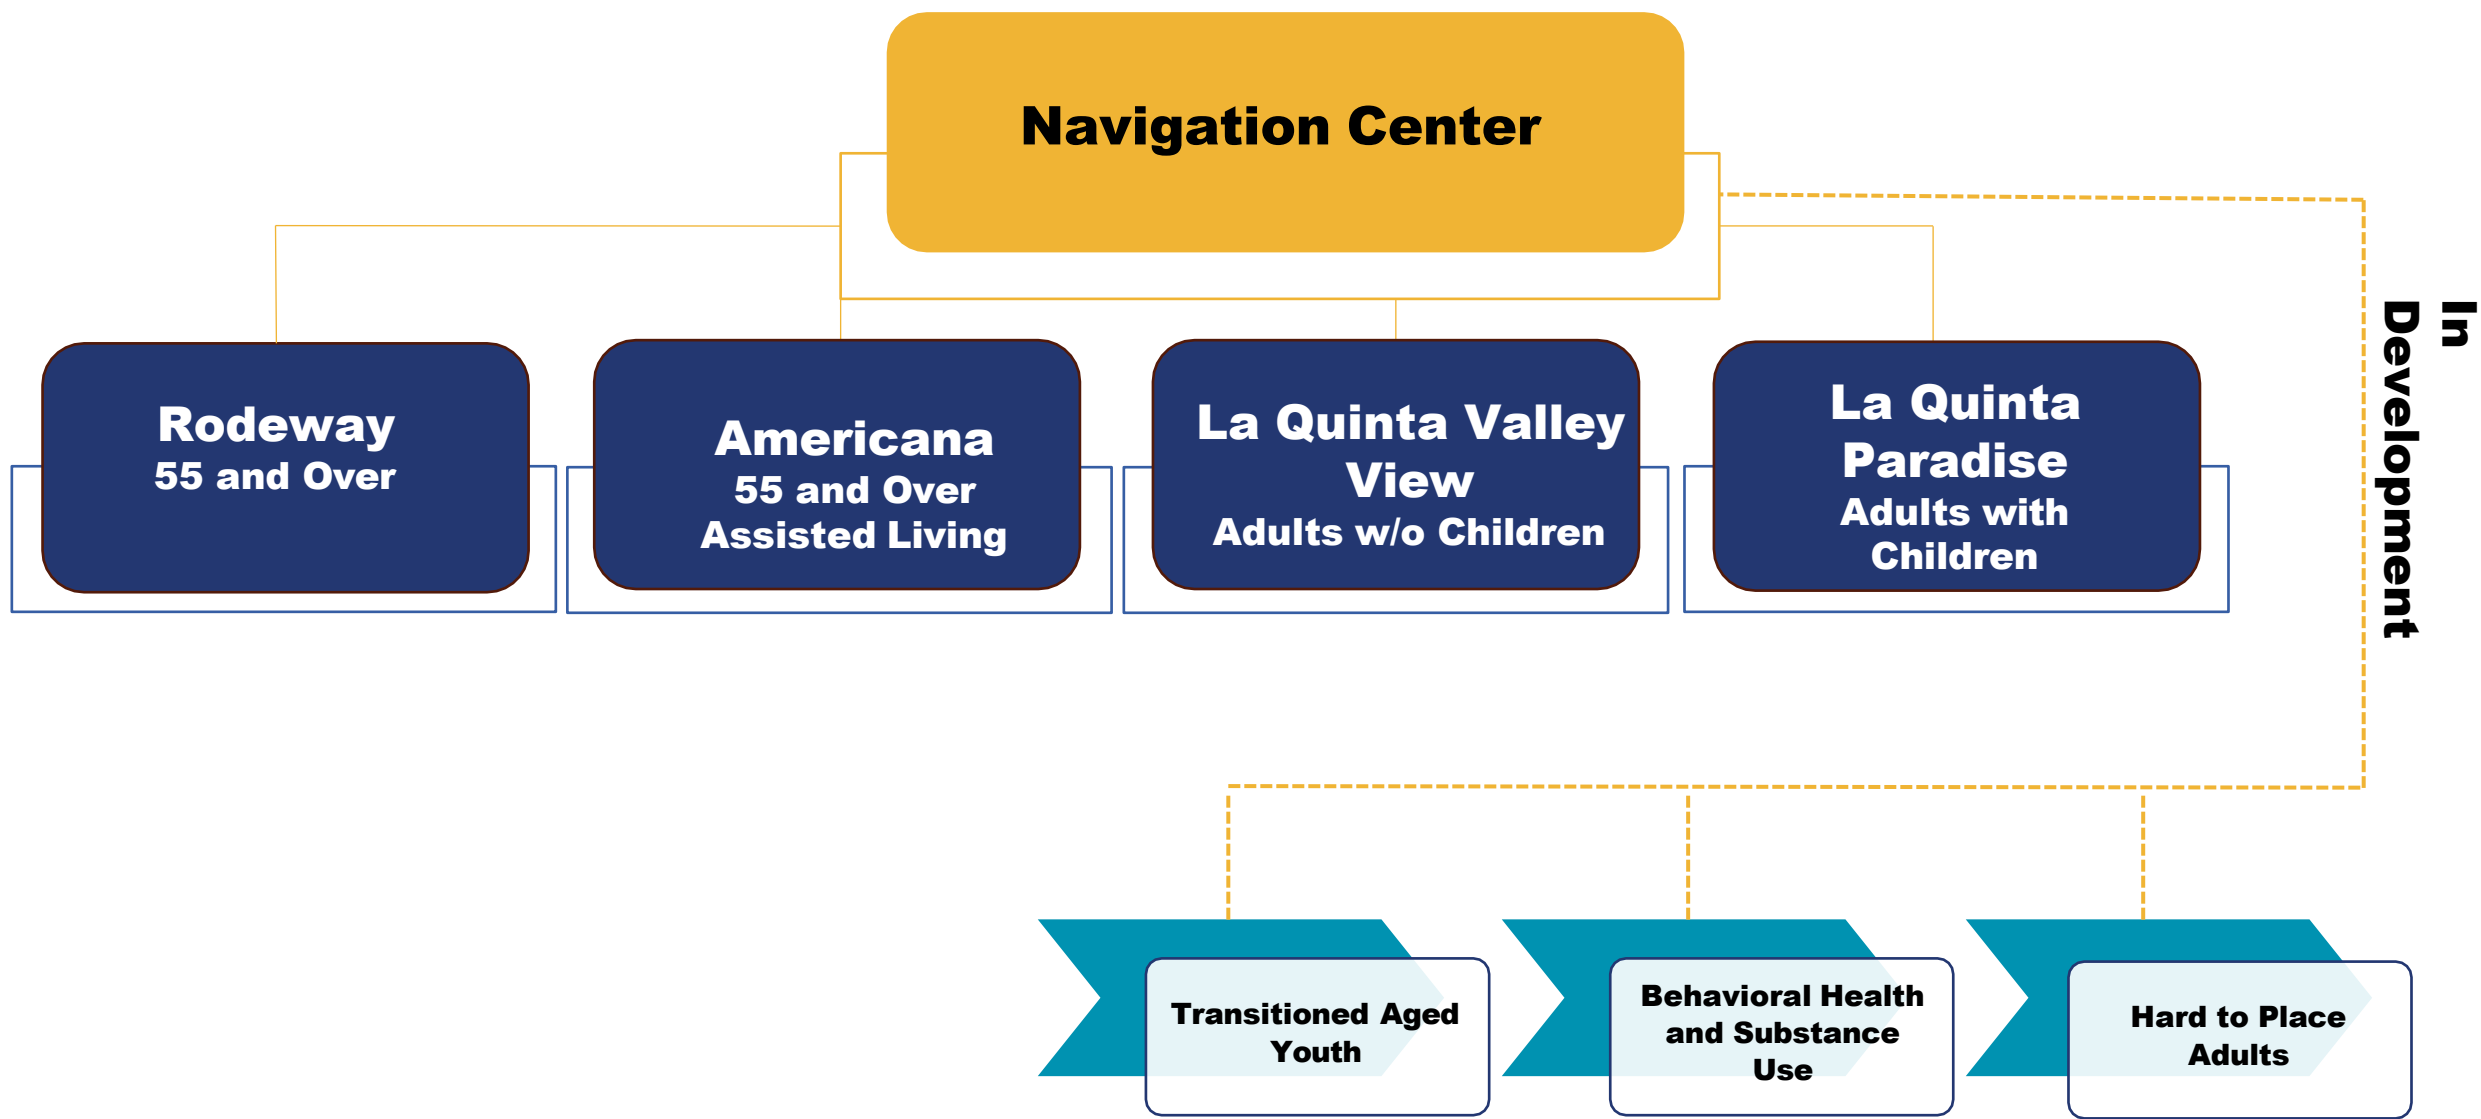 Navigation Center
Rodeway
55 and Over
Americana
55 and Over
Assisted Living
La Quinta Valley
View
Adults w/o Children
La Quinta
Paradise
Adults with
Children
In
Development
Transitioned Aged
Youth
Behavioral Health
and Substance
Use
Hard to Place
Adults